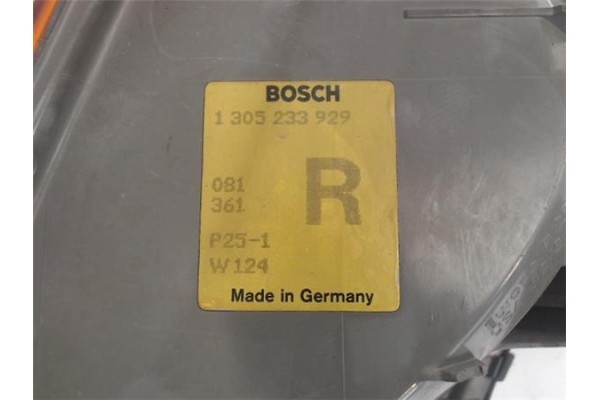 BOSCH
1 305 233 929
081
361
R
P25-1
W 124
Made in Germany